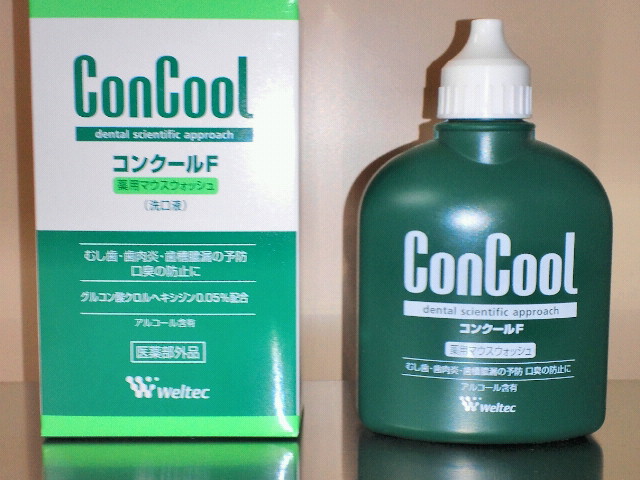 ConCool
dental scientific approach
コンクールF
薬用マウスウォッシュ
(洗口液)
むし歯・歯肉炎・歯槽膿漏の予防
口臭の防止に
グルコン酸クロルヘキシジン0.05%配合
アルコール含有
医薬部外品
weltec
ConCool
dental scientific approach
コンクールF
薬用マウスウォッシュ
むし歯・歯肉炎・歯槽膿漏の予防 口臭の防止に
アルコール含有
weltec